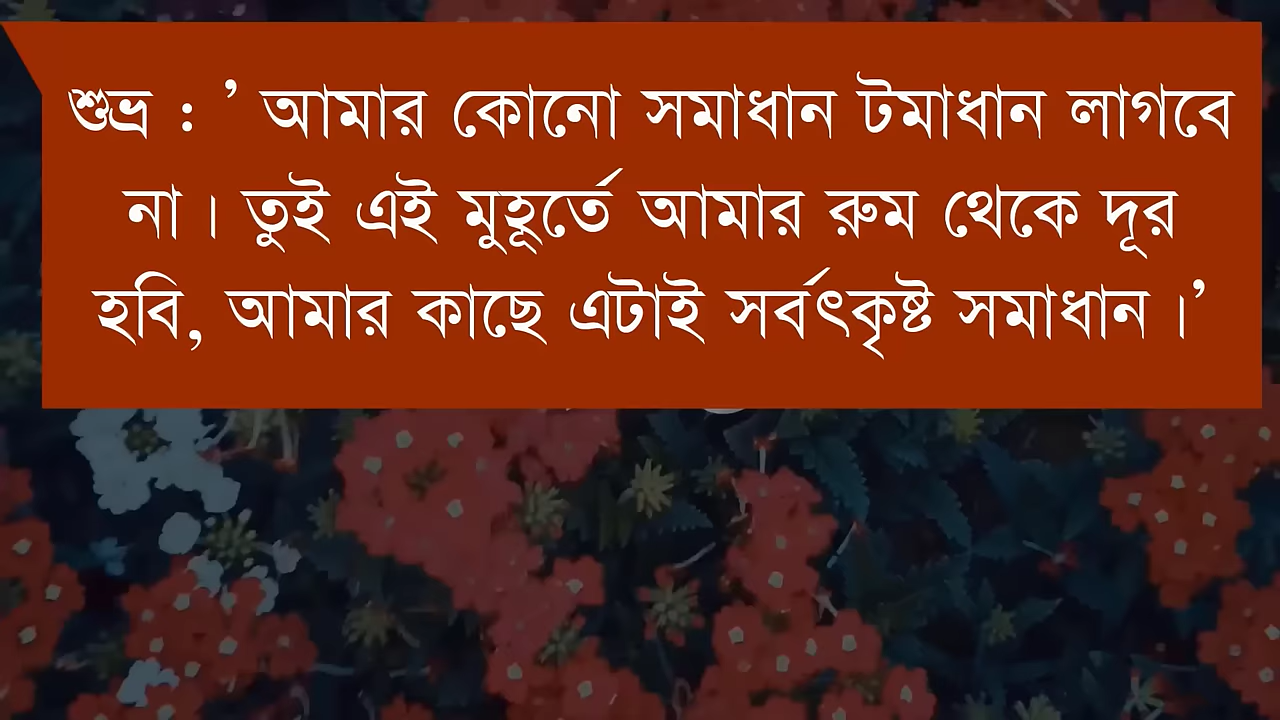 শুভ্র : ’ আমার কোনো সমাধান টমাধান লাগবে
না। তুই এই মুহূর্তে আমার রুম থেকে দূর
হবি, আমার কাছে এটাই সর্বৎকৃষ্ট সমাধান।’